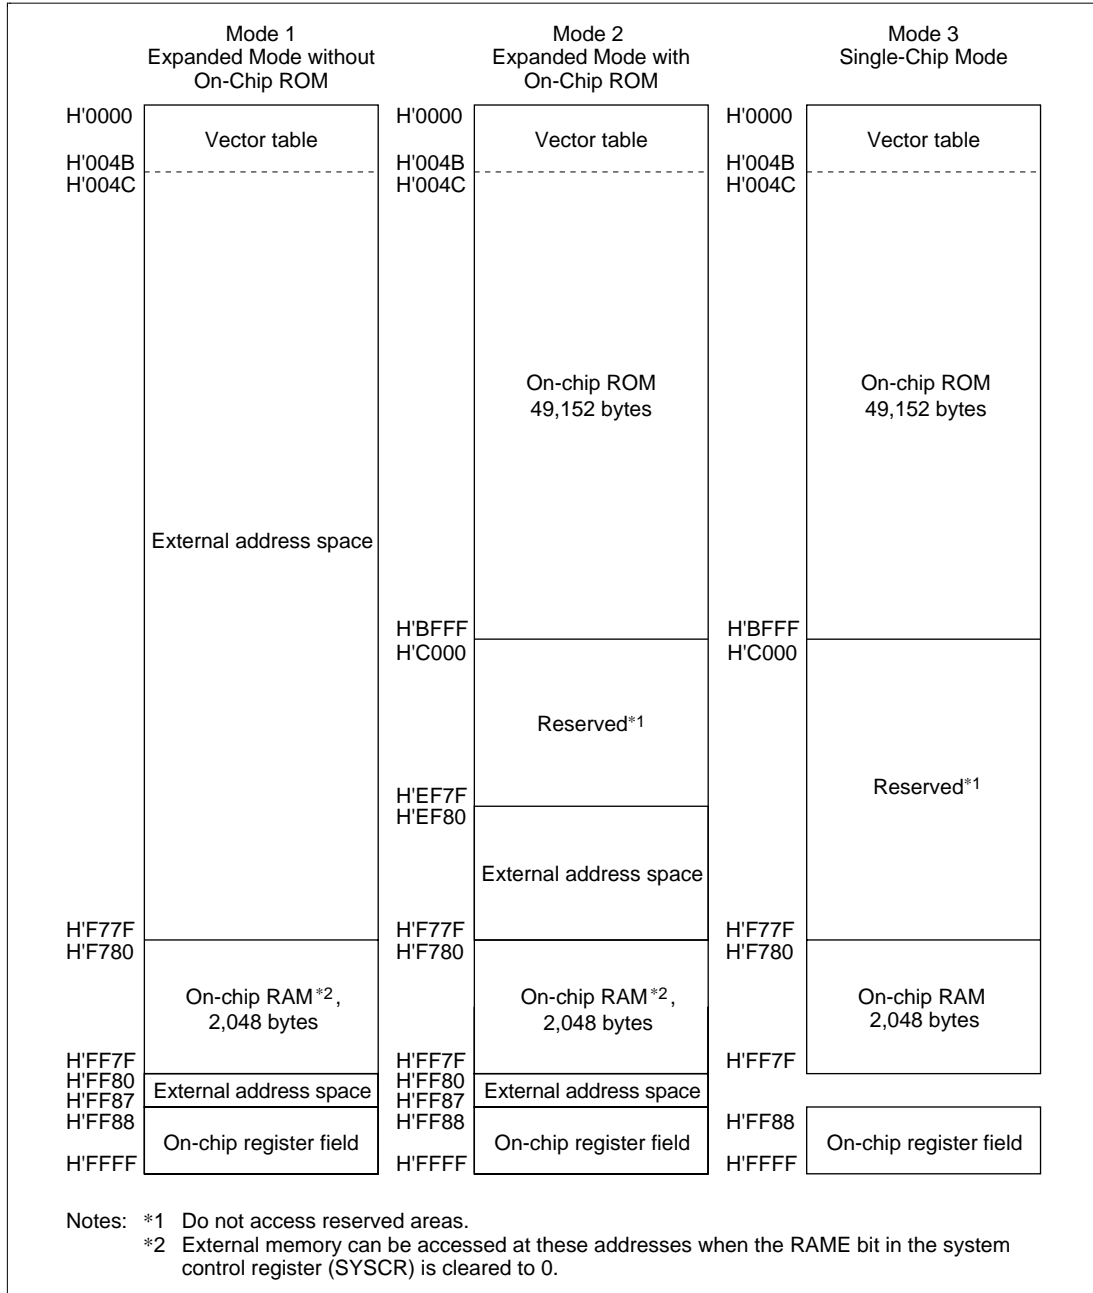 Mode 1
Expanded Mode without
On-Chip ROM
H'0000
Vector table
H'004B
H'004C
External address space
H'F77F
H'F780
On-chip RAM*2,
2,048 bytes
H'FF7F
H'FF80
External address space
H'FF87
H'FF88
On-chip register field
H'FFFF
Mode 2
Expanded Mode with
On-Chip ROM
H'0000
Vector table
H'004B
H'004C
On-chip ROM
49,152 bytes
H'BFFF
H'C000
Reserved*1
H'EF7F
H'EF80
External address space
H'F77F
H'F780
On-chip RAM*2,
2,048 bytes
H'FF7F
H'FF80
External address space
H'FF87
H'FF88
On-chip register field
H'FFFF
Mode 3
Single-Chip Mode
H'0000
Vector table
H'004B
H'004C
On-chip ROM
49,152 bytes
H'BFFF
H'C000
Reserved*1
H'F77F
H'F780
On-chip RAM
2,048 bytes
H'FF7F
H'FF88
On-chip register field
H'FFFF
Notes: *1 Do not access reserved areas.
*2 External memory can be accessed at these addresses when the RAME bit in the system
control register (SYSCR) is cleared to 0.